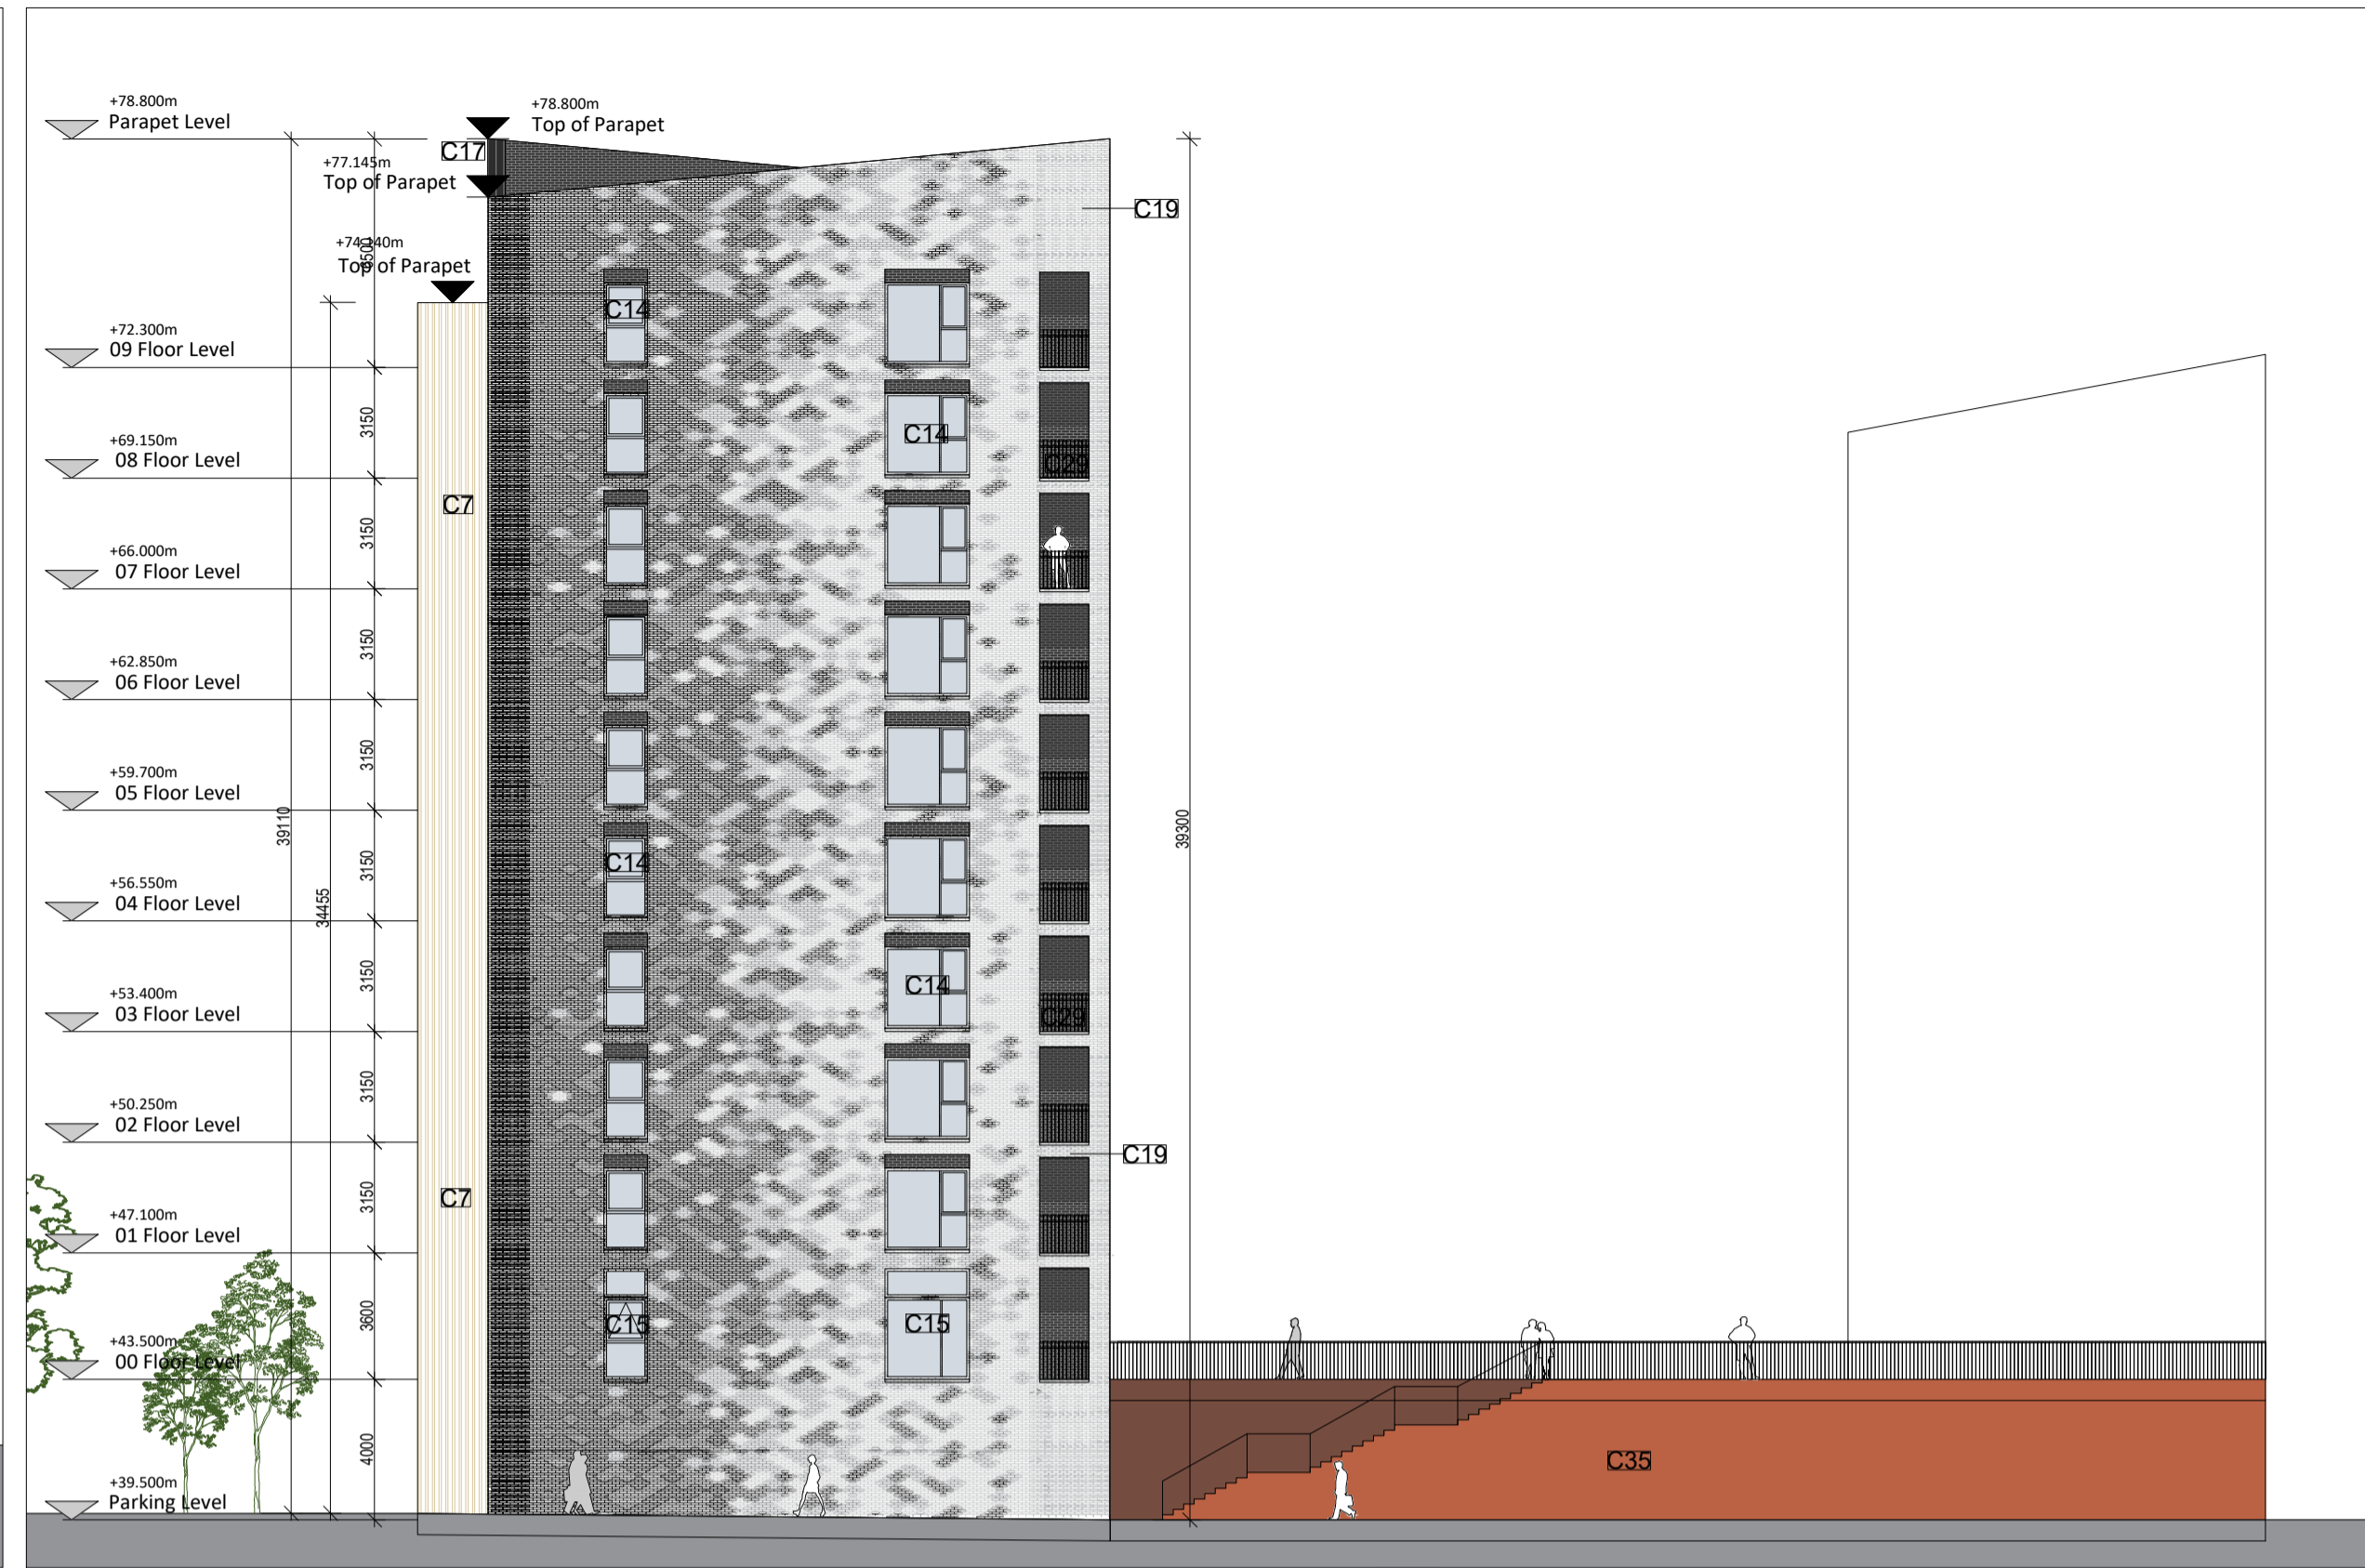 +78.800m
Parapet Level
+78.800m
Top of Parapet
C17
+77.145m
Top of Parapet
C19
+74.140m
Top of Parapet
6500
C14
+72.300m
09 Floor Level
3150
C14
+69.150m
08 Floor Level
C29
C7
3150
+66.000m
07 Floor Level
3150
+62.850m
06 Floor Level
3150
+59.700m
05 Floor Level
39110
39300
3150
C14
+56.550m
04 Floor Level
34455
3150
C14
+53.400m
03 Floor Level
C29
3150
+50.250m
02 Floor Level
C19
3150
C7
+47.100m
01 Floor Level
3600
C15
C15
+43.500m
00 Floor Level
4000
C35
+39.500m
Parking Level